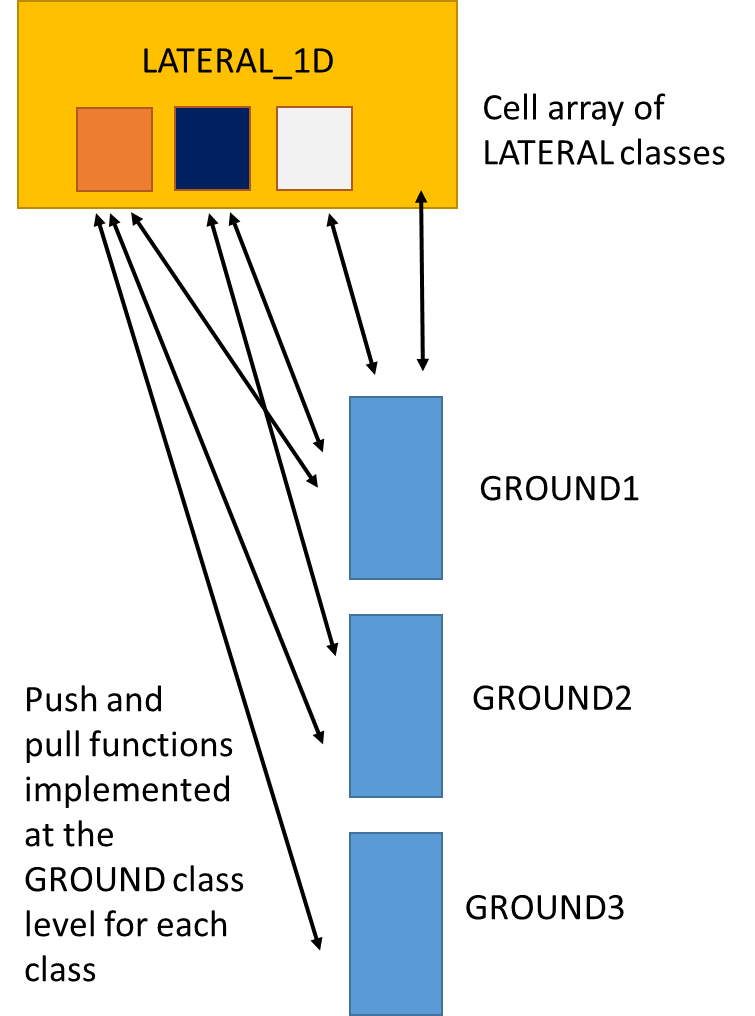 LATERAL_1D
Cell array of
LATERAL classes
GROUND1
GROUND2
Push and
pull functions
implemented
at the
GROUND class
level for each
class
GROUND3